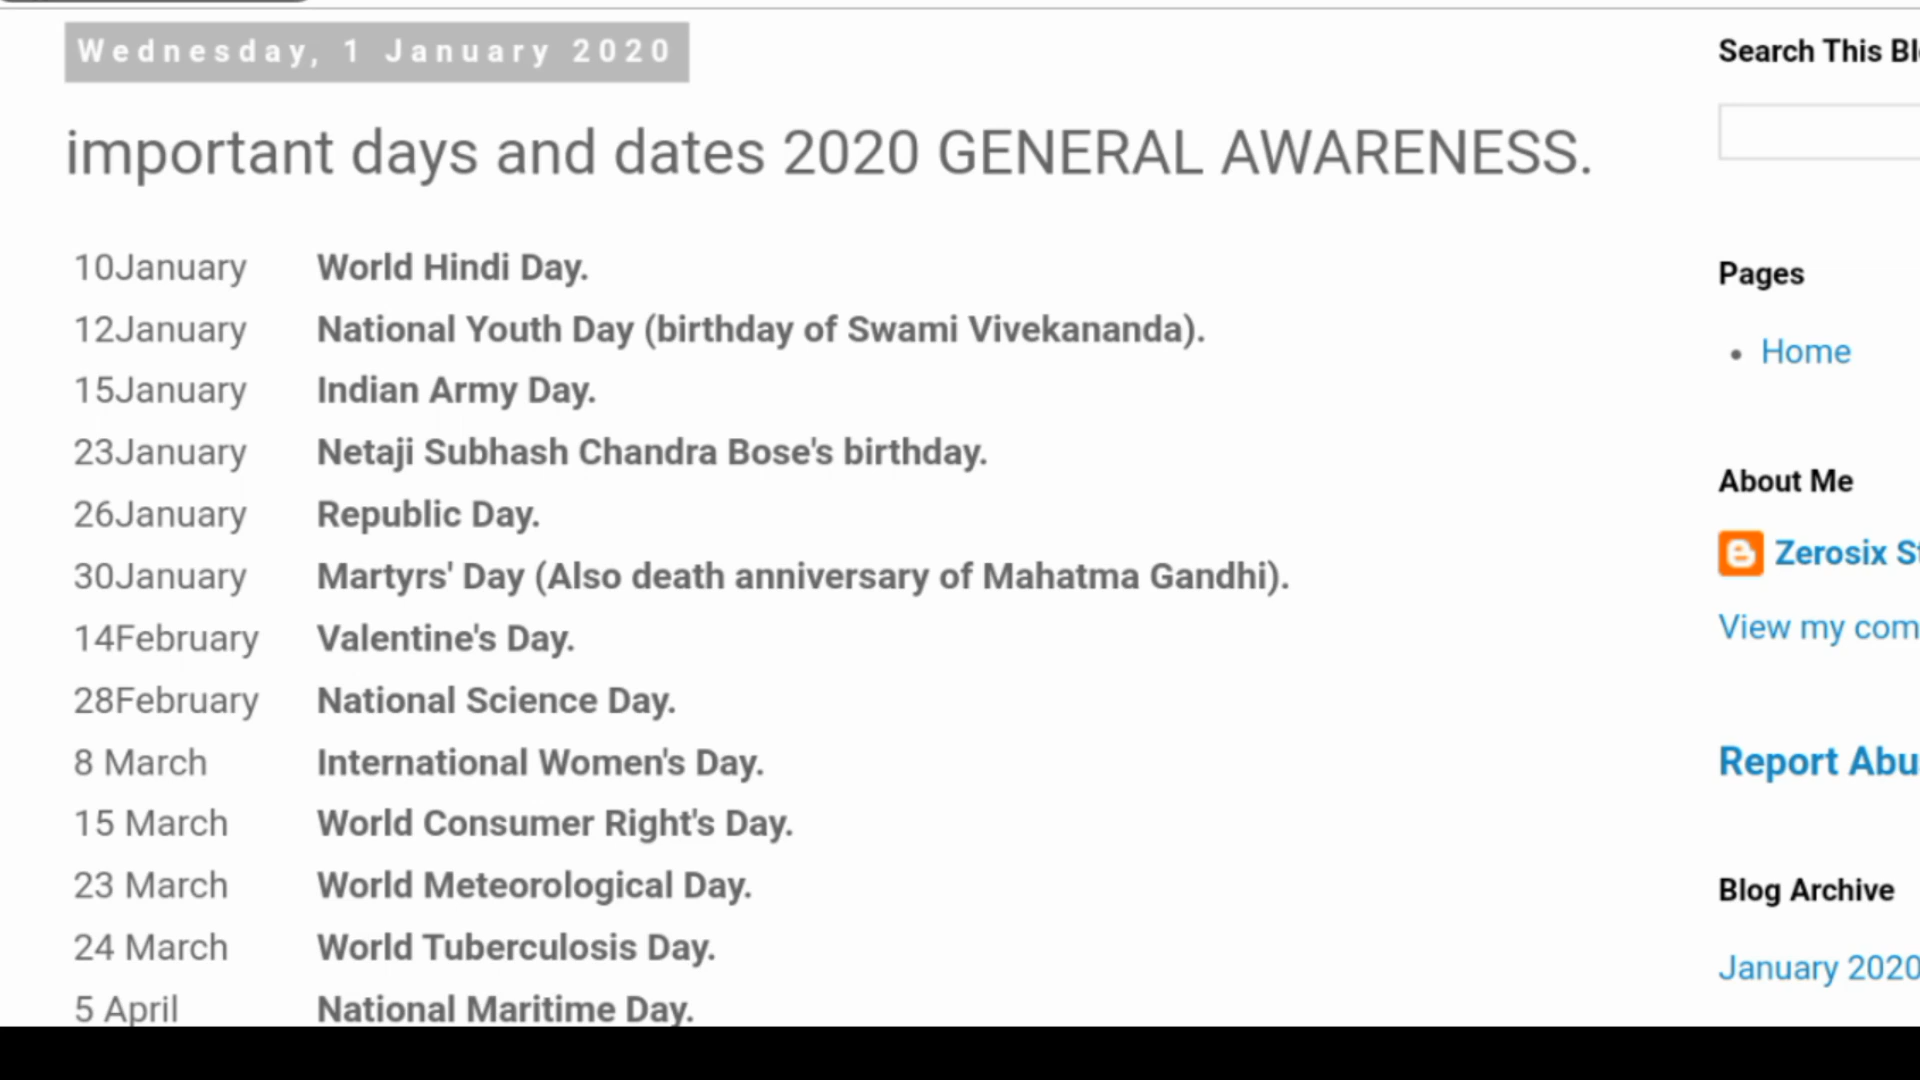 Wednesday, 1 January 2020
important days and dates 2020 GENERAL AWARENESS.
10January World Hindi Day.
12January National Youth Day (birthday of Swami Vivekananda).
15January Indian Army Day.
23January Netaji Subhash Chandra Bose's birthday.
26January Republic Day.
30January Martyrs' Day (Also death anniversary of Mahatma Gandhi).
14February Valentine's Day.
28February National Science Day.
8 March International Women's Day.
15 March World Consumer Right's Day.
23 March World Meteorological Day.
24 March World Tuberculosis Day.
5 April National Maritime Day.
Search This
Pages
Home
About Me
Zerosix
View my
Report
Blog Archive
January 2020